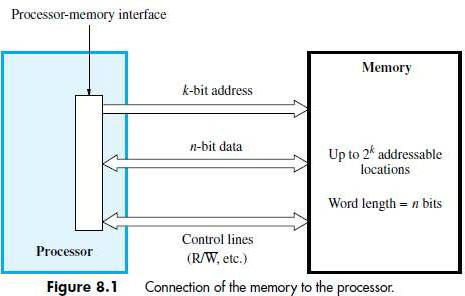 Processor-memory interface
Memory
k-bit address
n-bit data
Up to 2ᵏ addressable
locations
Word length = n bits
Control lines
(R/W̅, etc.)
Processor
Figure 8.1 Connection of the memory to the processor.